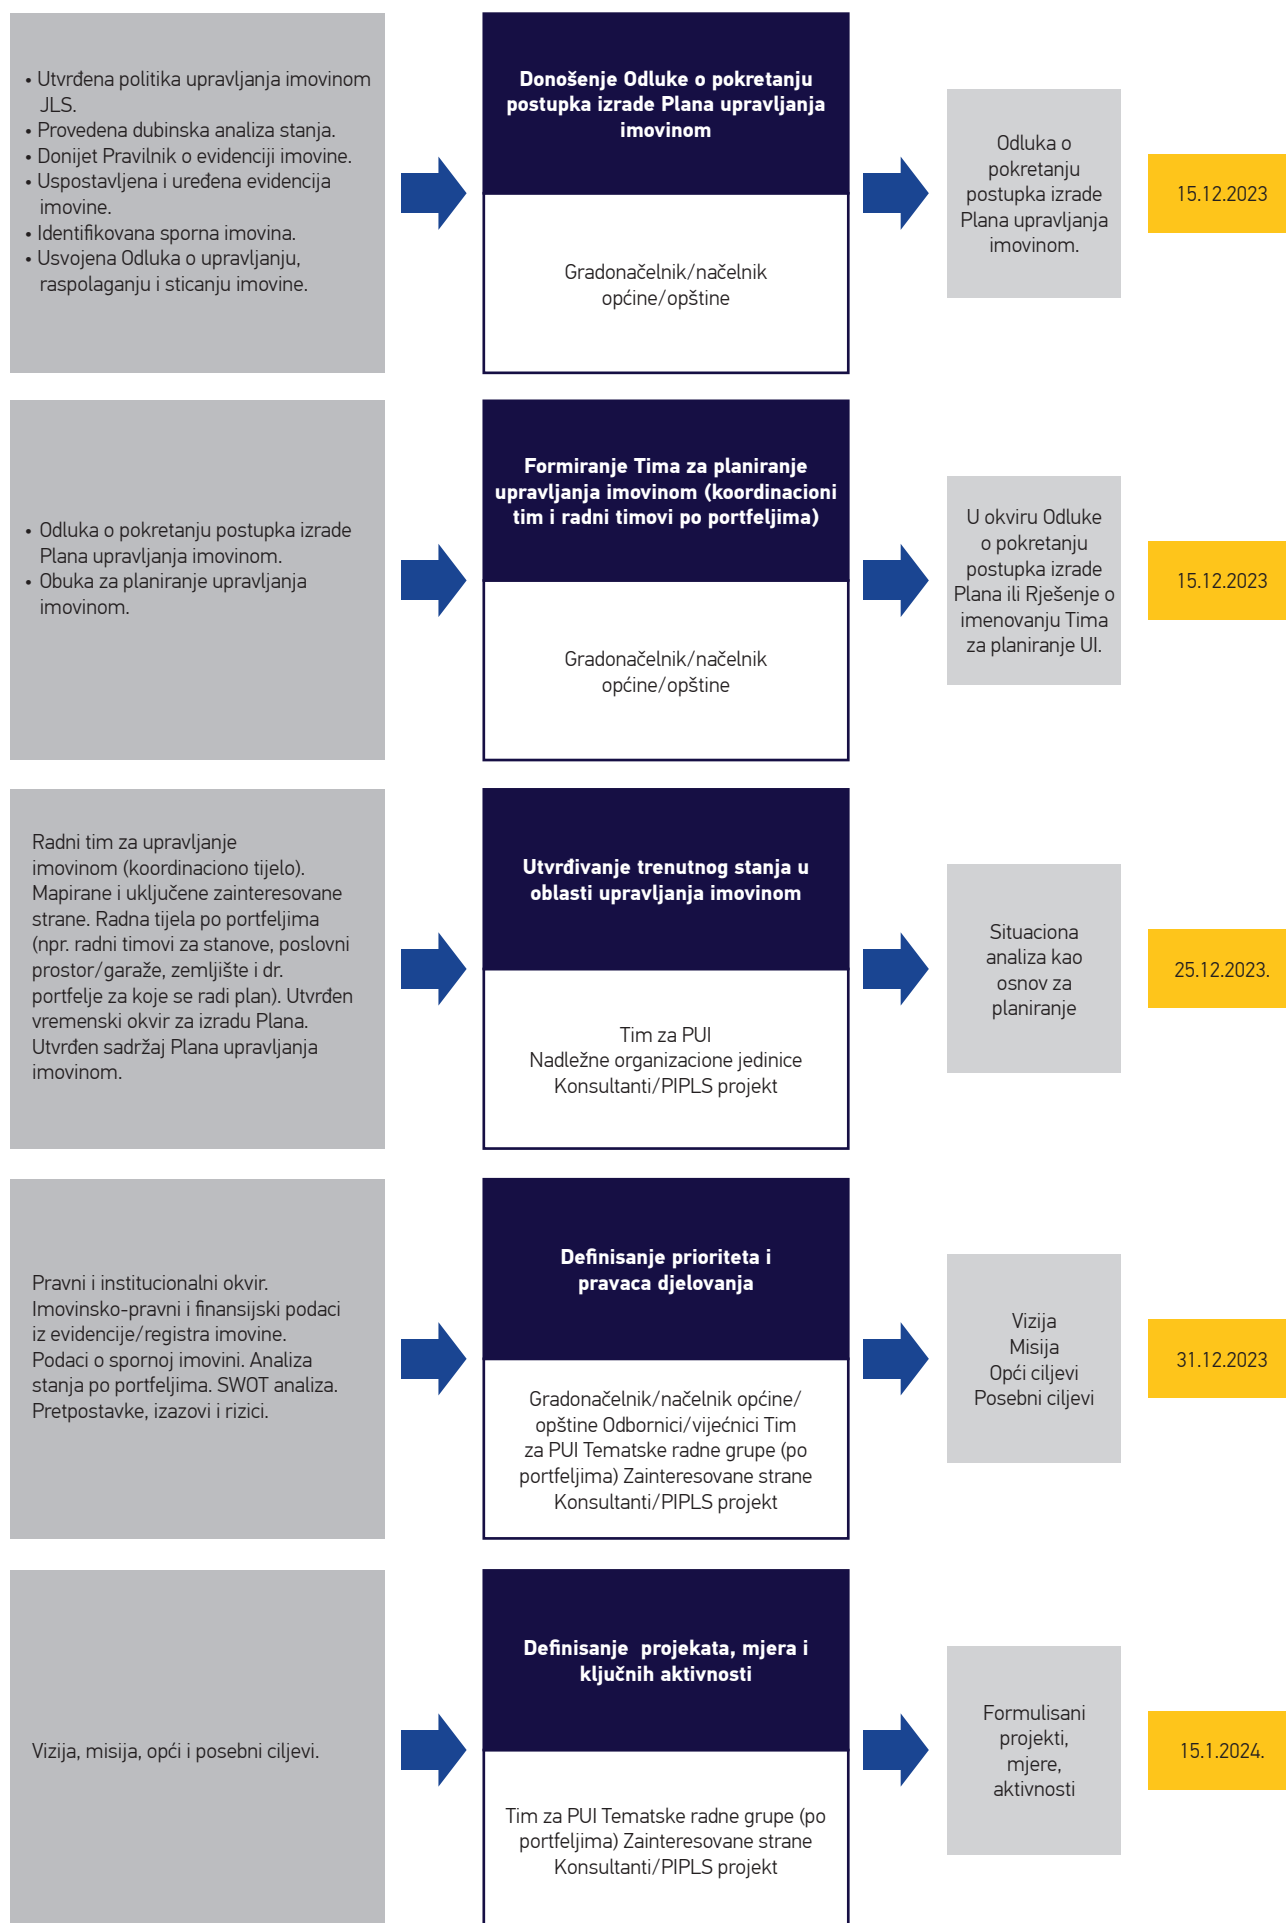 • Utvrđena politika upravljanja imovinom
JLS.
• Provedena dubinska analiza stanja.
• Donijet Pravilnik o evidenciji imovine.
• Uspostavljena i uređena evidencija
imovine.
• Identifikovana sporna imovina.
• Usvojena Odluka o upravljanju,
raspolaganju i sticanju imovine.
Donošenje Odluke o pokretanju
postupka izrade Plana upravljanja
imovinom
Gradonačelnik/načelnik
općine/opštine
Odluka o
pokretanju
postupka izrade
Plana upravljanja
imovinom.
15.12.2023
• Odluka o pokretanju postupka izrade
Plana upravljanja imovinom.
• Obuka za planiranje upravljanja
imovinom.
Formiranje Tima za planiranje
upravljanja imovinom (koordinacioni
tim i radni timovi po portfeljima)
Gradonačelnik/načelnik
općine/opštine
U okviru Odluke
o pokretanju
postupka izrade
Plana ili Rješenje o
imenovanju Tima
za planiranje UI.
15.12.2023
Radni tim za upravljanje
imovinom (koordinaciono tijelo).
Mapirane i uključene zainteresovane
strane. Radna tijela po portfeljima
(npr. radni timovi za stanove, poslovni
prostor/garaže, zemljište i dr.
portfelje za koje se radi plan). Utvrđen
vremenski okvir za izradu Plana.
Utvrđen sadržaj Plana upravljanja
imovinom.
Utvrđivanje trenutnog stanja u
oblasti upravljanja imovinom
Tim za PUI
Nadležne organizacione jedinice
Konsultanti/PIPLS projekt
Situaciona
analiza kao
osnov za
planiranje
25.12.2023.
Pravni i institucionalni okvir.
Imovinsko-pravni i finansijski podaci
iz evidencije/registra imovine.
Podaci o spornoj imovini. Analiza
stanja po portfeljima. SWOT analiza.
Pretpostavke, izazovi i rizici.
Definisanje prioriteta i
pravaca djelovanja
Gradonačelnik/načelnik općine/
opštine Odbornici/vijećnici Tim
za PUI Tematske radne grupe (po
portfeljima) Zainteresovane strane
Konsultanti/PIPLS projekt
Vizija
Misija
Opći ciljevi
Posebni ciljevi
31.12.2023
Vizija, misija, opći i posebni ciljevi.
Definisanje  projekata, mjera i
ključnih aktivnosti
Tim za PUI Tematske radne grupe (po
portfeljima) Zainteresovane strane
Konsultanti/PIPLS projekt
Formulisani
projekti,
mjere,
aktivnosti
15.1.2024.